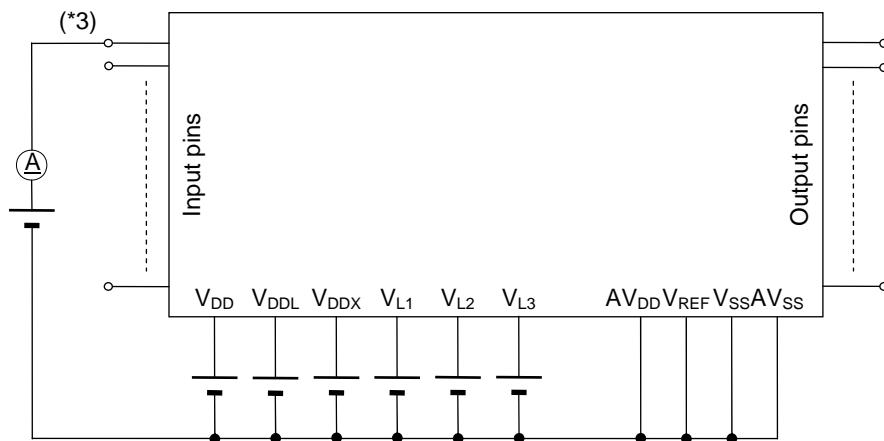 (*3)
A
Input pins
Output pins
VDD VDDL VDDX VL1 VL2 VL3 AVDD VREF VSS AVSS